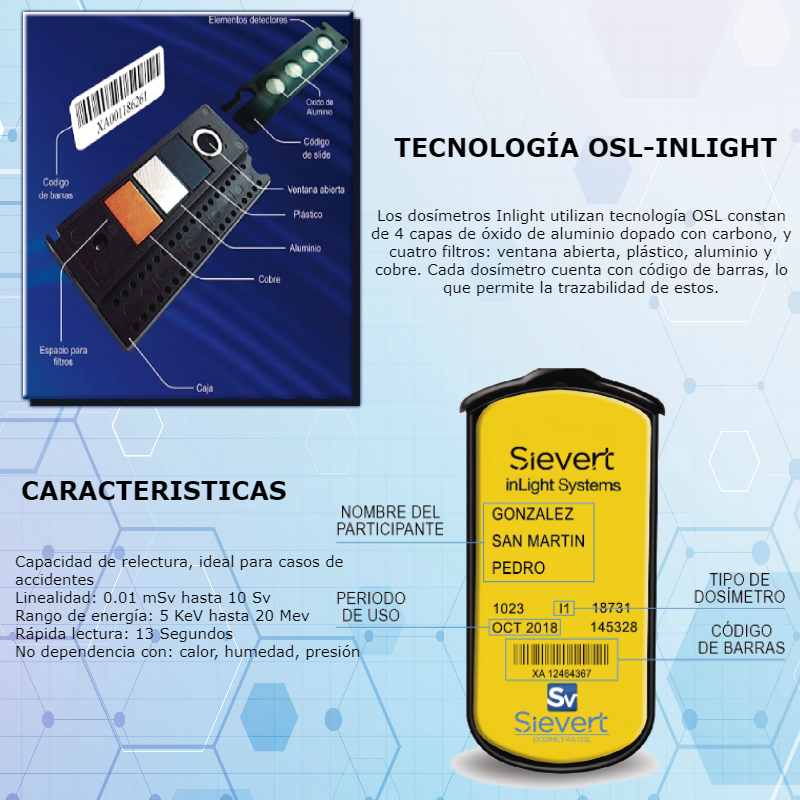 Elementos detectores
XA001186261
Oxido de
Aluminio
Código
de slide
Codigo
de barras
Ventana abierta
Plástico
Aluminio
Cobre
Espacio para
filtros
Caja
TECNOLOGÍA OSL-INLIGHT
Los dosímetros Inlight utilizan tecnología OSL constan
de 4 capas de óxido de aluminio dopado con carbono, y
cuatro filtros: ventana abierta, plástico, aluminio y
cobre. Cada dosímetro cuenta con código de barras, lo
que permite la trazabilidad de estos.
CARACTERISTICAS
Capacidad de relectura, ideal para casos de
accidentes
Linealidad: 0.01 mSv hasta 10 Sv
Rango de energía: 5 KeV hasta 20 Mev
Rápida lectura: 13 Segundos
No dependencia con: calor, humedad, presión
NOMBRE DEL
PARTICIPANTE
PERIODO
DE USO
Sievert
inLight Systems
GONZALEZ
SAN MARTIN
PEDRO
1023 I1 18731
OCT 2018 145328
XA 12464367
Sv
Sievert
DOSIMETRIA OSL
TIPO DE
DOSÍMETRO
CÓDIGO
DE BARRAS